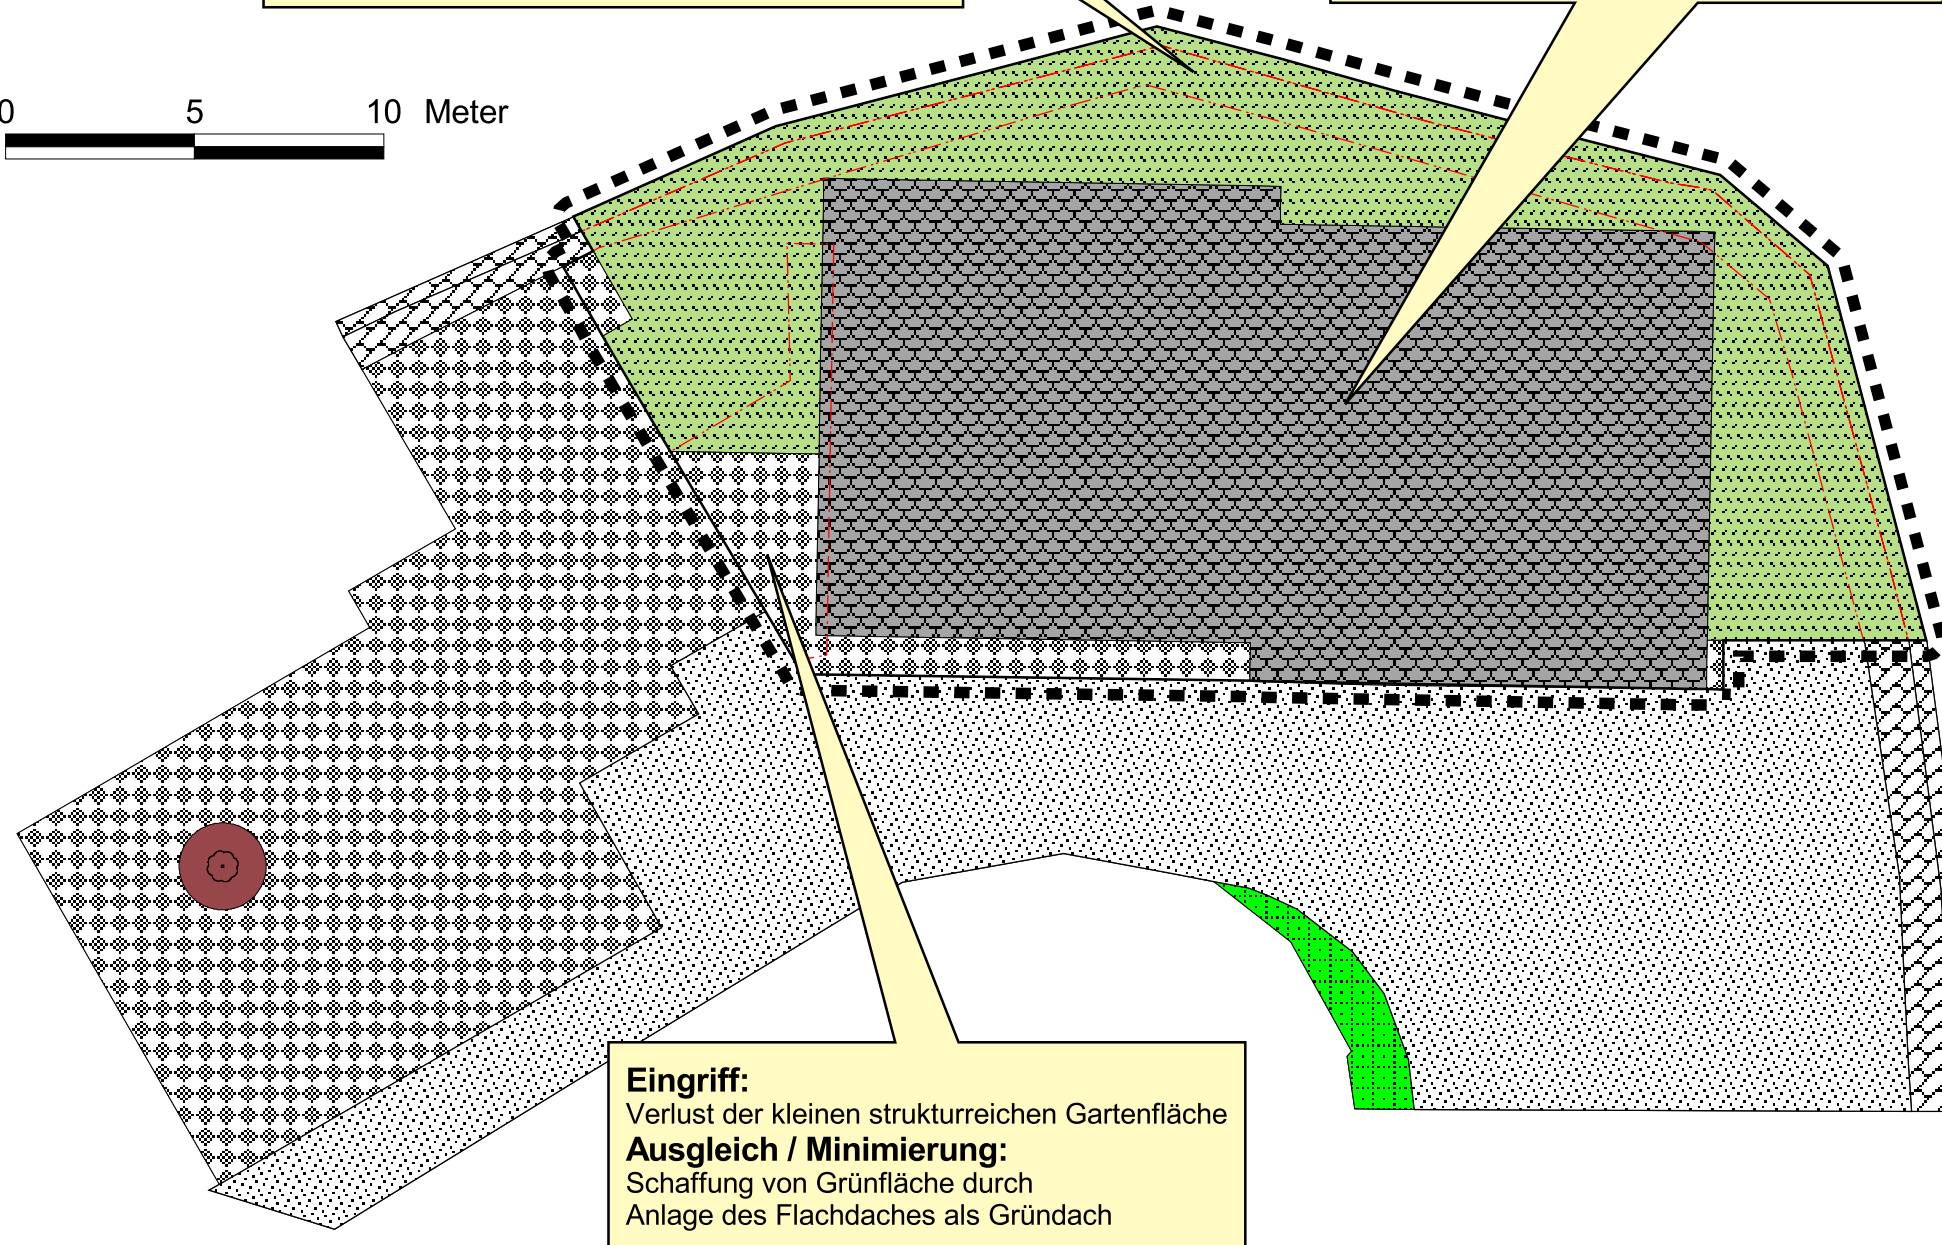 0 5 10 Meter
Eingriff:
Verlust der kleinen strukturreichen Gartenfläche
Ausgleich / Minimierung:
Schaffung von Grünfläche durch
Anlage des Flachdaches als Gründach